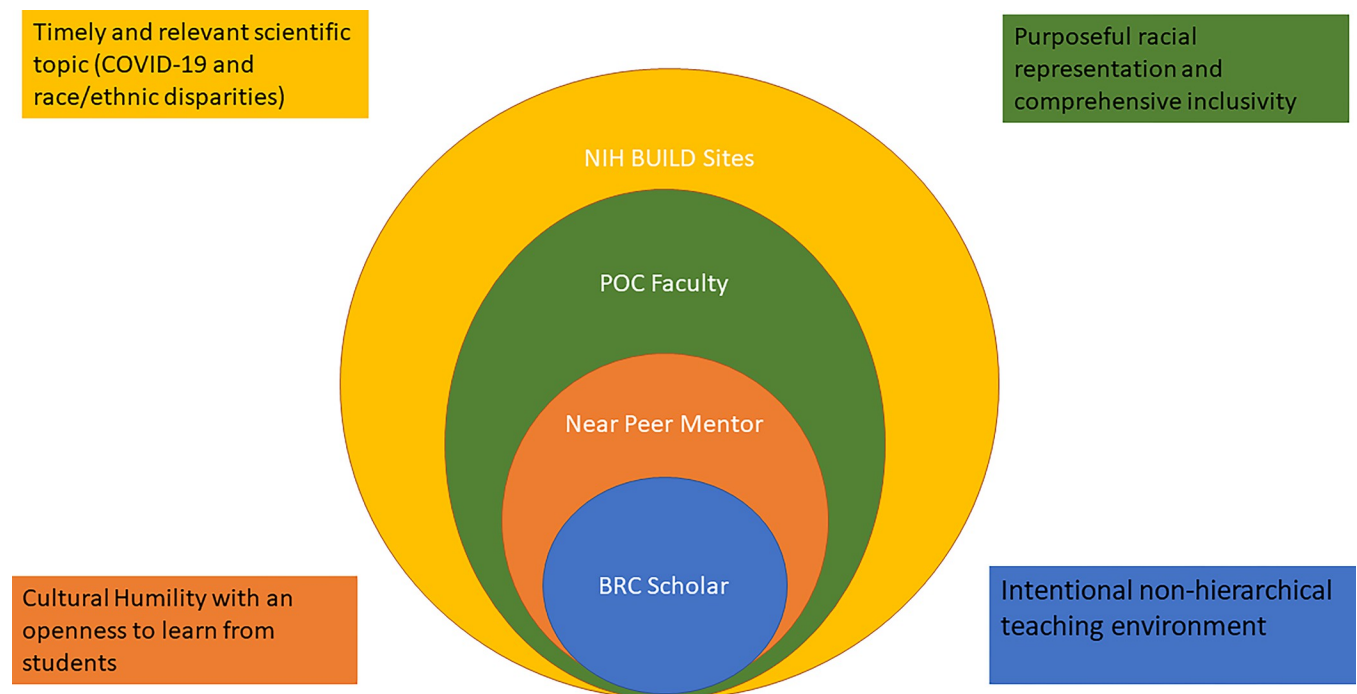 Timely and relevant scientific
topic (COVID-19 and
race/ethnic disparities)
Purposeful racial
representation and
comprehensive inclusivity
NIH BUILD Sites
POC Faculty
Near Peer Mentor
BRC Scholar
Cultural Humility with an
openness to learn from
students
Intentional non-hierarchical
teaching environment